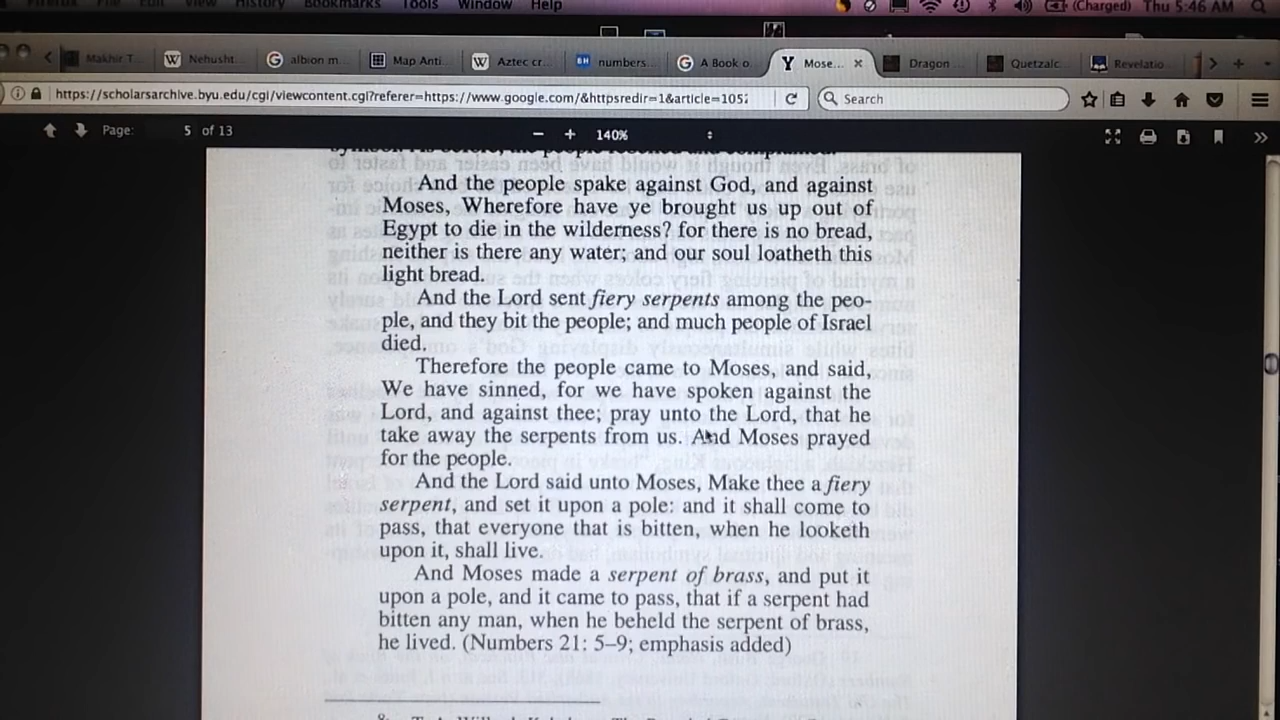 Firefox File Edit View History Bookmarks Tools Window Help
(Charged) Thu 5:46 AM
Makhir T... Nehusht... albion m... Map Anti... Aztec cr... numbers... A Book o... Mose... Dragon ... Quetzalc... Revelatio...
https://scholarsarchive.byu.edu/cgi/viewcontent.cgi?referer=https://www.google.com/&httpsredir=1&article=105
Search
Page: 5 of 13
140%
And the people spake against God, and against
Moses, Wherefore have ye brought us up out of
Egypt to die in the wilderness? for there is no bread,
neither is there any water; and our soul loatheth this
light bread.
And the Lord sent fiery serpents among the peo-
ple, and they bit the people; and much people of Israel
died.
Therefore the people came to Moses, and said,
We have sinned, for we have spoken against the
Lord, and against thee; pray unto the Lord, that he
take away the serpents from us. And Moses prayed
for the people.
And the Lord said unto Moses, Make thee a fiery
serpent, and set it upon a pole: and it shall come to
pass, that everyone that is bitten, when he looketh
upon it, shall live.
And Moses made a serpent of brass, and put it
upon a pole, and it came to pass, that if a serpent had
bitten any man, when he beheld the serpent of brass,
he lived. (Numbers 21: 5–9; emphasis added)